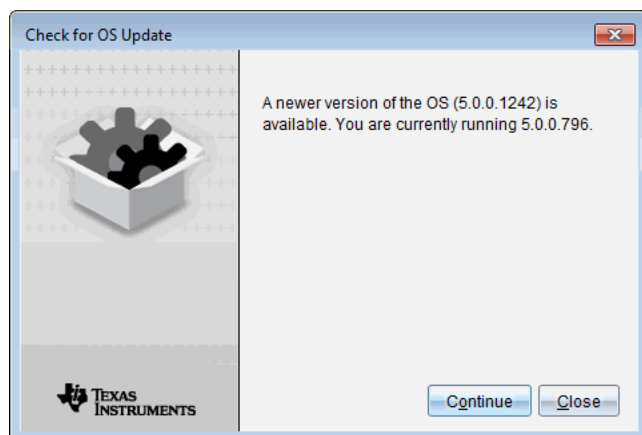 Check for OS Update
A newer version of the OS (5.0.0.1242) is
available. You are currently running 5.0.0.796.
TEXAS
INSTRUMENTS
Continue
Close